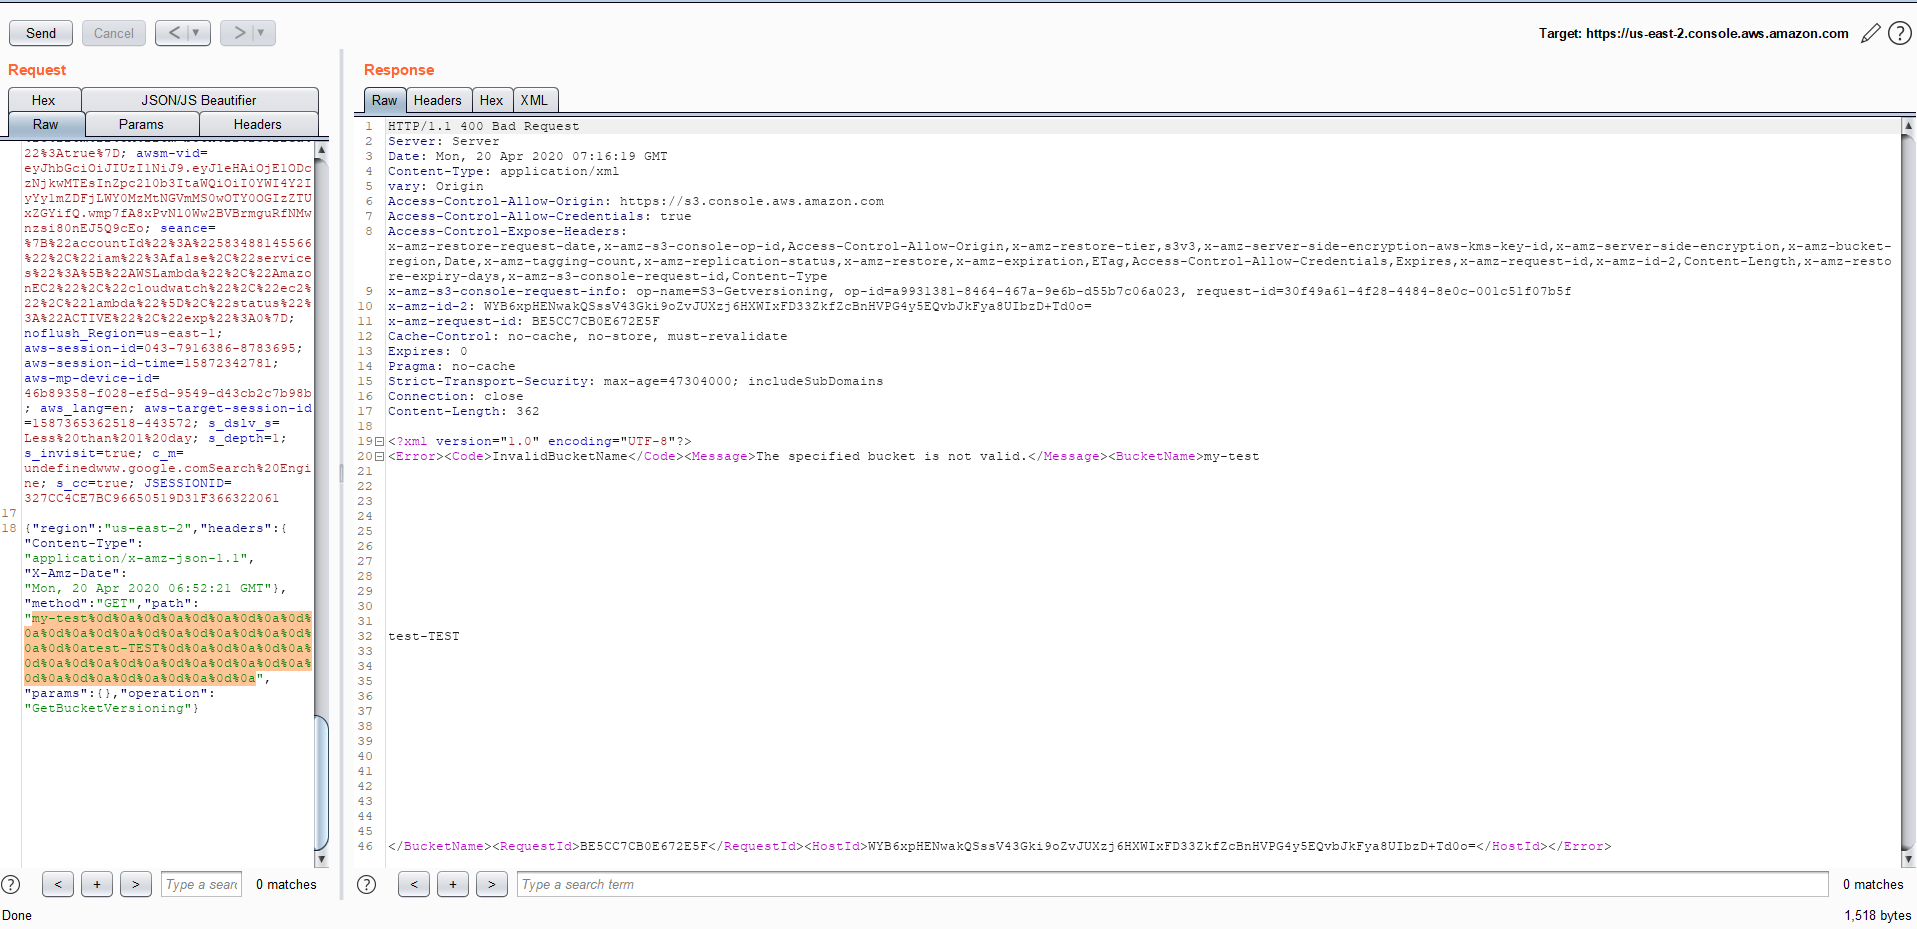 Send
Cancel
<
>
Target: https://us-east-2.console.aws.amazon.com
?
Request
Hex
JSON/JS Beautifier
Raw
Params
Headers
22%3Atrue%7D; awsm-vid=
eyJhbGciOiJIUzI1NiJ9.eyJleHAiOjE1ODc
zNjkwMTEsInZpc2l0b3ItaWQiOiI0YWI4Y2I
yYy1mZDFjLWY0MzMtNGVmMS0wOTY0OGIzZTU
xZGYifQ.wmp7fA8xPvNl0Ww2BVBrmguRfNMw
nzsi80nEJ5Q9cEo; seance=
%7B%22accountId%22%3A%22583488145566
%22%2C%22iam%22%3Afalse%2C%22service
s%22%3A%5B%22AWSLambda%22%2C%22Amazo
nEC2%22%2C%22cloudwatch%22%2C%22ec2%
22%2C%22lambda%22%5D%2C%22status%22%
3A%22ACTIVE%22%2C%22exp%22%3A0%7D;
noflush_Region=us-east-1;
aws-session-id=043-7916386-8783695;
aws-session-id-time=1587234278l;
aws-mp-device-id=
46b89358-f028-ef5d-9549-d43cb2c7b98b
; aws_lang=en; aws-target-session-id
=1587365362518-443572; s_dslv_s=
Less%20than%201%20day; s_depth=1;
s_invisit=true; c_m=
undefinedwww.google.comSearch%20Engi
ne; s_cc=true; JSESSIONID=
327CC4CE7BC96650519D31F366322061
17
18 {"region":"us-east-2","headers":{
"Content-Type":
"application/x-amz-json-1.1",
"X-Amz-Date":
"Mon, 20 Apr 2020 06:52:21 GMT"},
"method":"GET","path":
"my-test%0d%0a%0d%0a%0d%0a%0d%0a%0d%
0a%0d%0a%0d%0a%0d%0a%0d%0a%0d%0a%0d%
0a%0d%0atest-TEST%0d%0a%0d%0a%0d%0a%
0d%0a%0d%0a%0d%0a%0d%0a%0d%0a%0d%0a%
0d%0a%0d%0a%0d%0a%0d%0a%0d%0a",
"params":{},"operation":
"GetBucketVersioning"}
?
<
+
>
Type a searc
0 matches
Done
Response
Raw
Headers
Hex
XML
1 HTTP/1.1 400 Bad Request
2 Server: Server
3 Date: Mon, 20 Apr 2020 07:16:19 GMT
4 Content-Type: application/xml
5 vary: Origin
6 Access-Control-Allow-Origin: https://s3.console.aws.amazon.com
7 Access-Control-Allow-Credentials: true
8 Access-Control-Expose-Headers:
x-amz-restore-request-date,x-amz-s3-console-op-id,Access-Control-Allow-Origin,x-amz-restore-tier,s3v3,x-amz-server-side-encryption-aws-kms-key-id,x-amz-server-side-encryption,x-amz-bucket-
region,Date,x-amz-tagging-count,x-amz-replication-status,x-amz-restore,x-amz-expiration,ETag,Access-Control-Allow-Credentials,Expires,x-amz-request-id,x-amz-id-2,Content-Length,x-amz-resto
re-expiry-days,x-amz-s3-console-request-id,Content-Type
9 x-amz-s3-console-request-info: op-name=S3-Getversioning, op-id=a9931381-8464-467a-9e6b-d55b7c06a023, request-id=30f49a61-4f28-4484-8e0c-001c51f07b5f
10 x-amz-id-2: WYB6xpHENwakQSssV43Gki9oZvJUXzj6HXWIxFD33ZkfZcBnHVPG4y5EQvbJkFya8UIbzD+Td0o=
11 x-amz-request-id: BE5CC7CB0E672E5F
12 Cache-Control: no-cache, no-store, must-revalidate
13 Expires: 0
14 Pragma: no-cache
15 Strict-Transport-Security: max-age=47304000; includeSubDomains
16 Connection: close
17 Content-Length: 362
18
19 <?xml version="1.0" encoding="UTF-8"?>
20 <Error><Code>InvalidBucketName</Code><Message>The specified bucket is not valid.</Message><BucketName>my-test
21
22
23
24
25
26
27
28
29
30
31
32 test-TEST
33
34
35
36
37
38
39
40
41
42
43
44
45
46 </BucketName><RequestId>BE5CC7CB0E672E5F</RequestId><HostId>WYB6xpHENwakQSssV43Gki9oZvJUXzj6HXWIxFD33ZkfZcBnHVPG4y5EQvbJkFya8UIbzD+Td0o=</HostId></Error>
?
<
+
>
Type a search term
0 matches
1,518 bytes